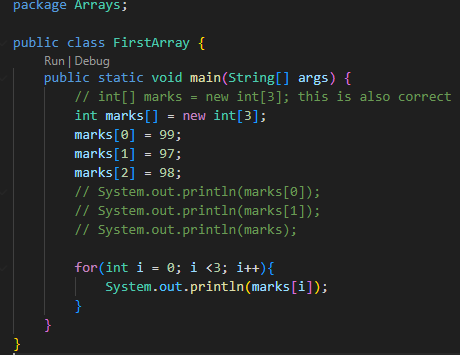 package Arrays;
public class FirstArray {
Run | Debug
public static void main(String[] args) {
// int[] marks = new int[3]; this is also correct
int marks[] = new int[3];
marks[0] = 99;
marks[1] = 97;
marks[2] = 98;
// System.out.println(marks[0]);
// System.out.println(marks[1]);
// System.out.println(marks);
for(int i = 0; i <3; i++){
System.out.println(marks[i]);
}
}
}